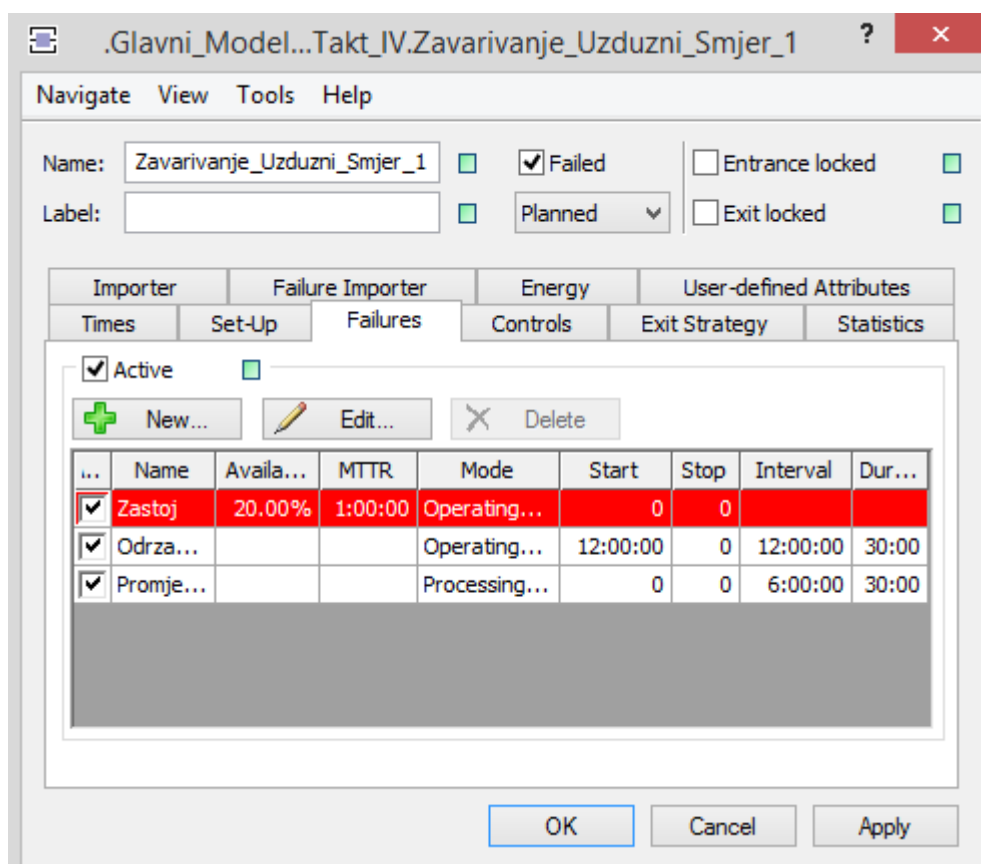 .Glavni_Model...Takt_IV.Zavarivanje_Uzduzni_Smjer_1 ? ×
Navigate View Tools Help
Name: Zavarivanje_Uzduzni_Smjer_1 Failed Entrance locked
Label: Planned Exit locked
Importer Failure Importer Energy User-defined Attributes
Times Set-Up Failures Controls Exit Strategy Statistics
Active
New... Edit... Delete
... Name Availa... MTTR Mode Start Stop Interval Dur...
Zastoj 20.00% 1:00:00 Operating... 0 0
Odrza... Operating... 12:00:00 0 12:00:00 30:00
Promje... Processing... 0 0 6:00:00 30:00
OK Cancel Apply